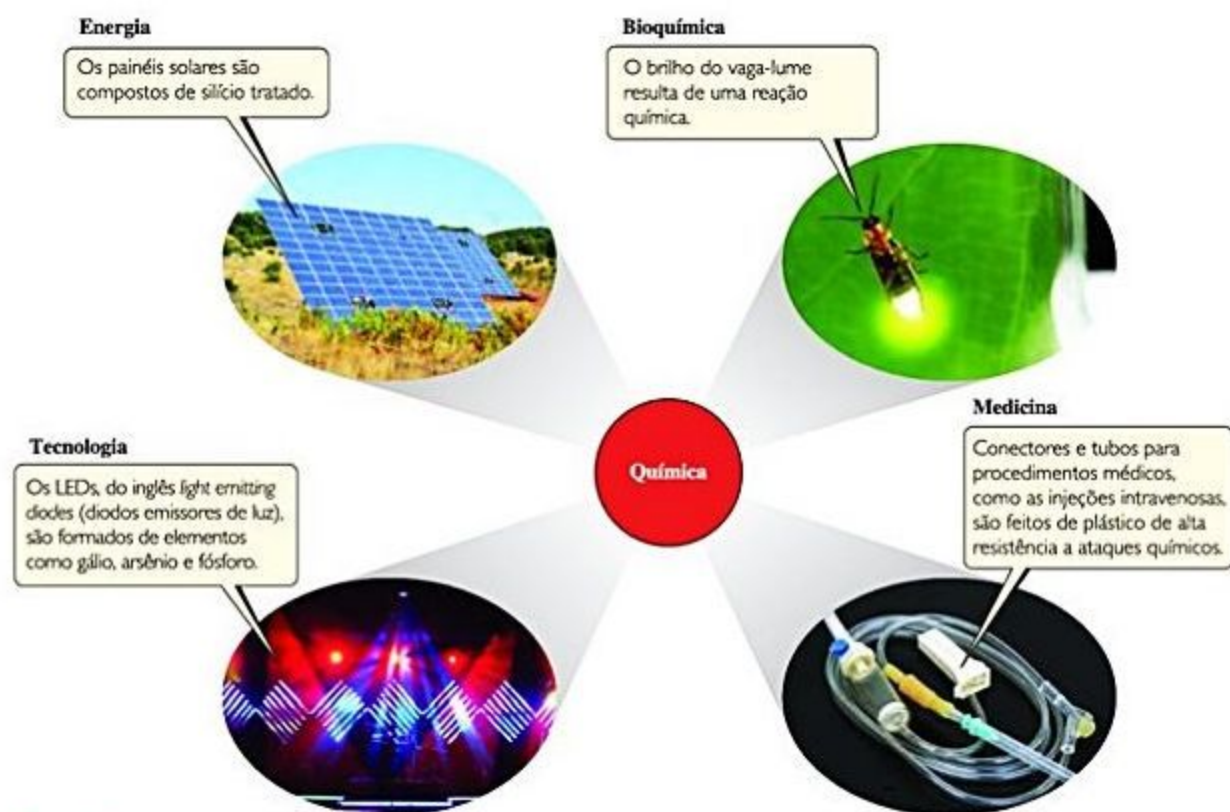 Energia
Os painéis solares são
compostos de silício tratado.
Bioquímica
O brilho do vaga-lume
resulta de uma reação
química.
Tecnologia
Os LEDs, do inglês light emitting
diodes (diodos emissores de luz),
são formados de elementos
como gálio, arsênio e fósforo.
Química
Medicina
Conectores e tubos para
procedimentos médicos,
como as injeções intravenosas,
são feitos de plástico de alta
resistência a ataques químicos.